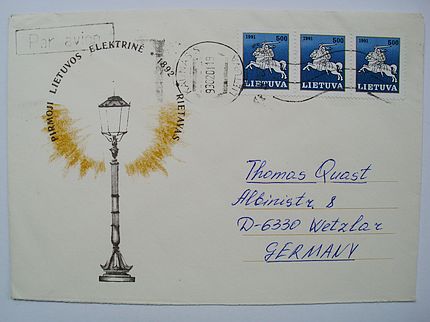 Par avion
PIRMOJI LIETUVOS ELEKTRINĖ · 1892 · RIETAVAS
1991 500
LIETUVA
1991 500
LIETUVA
1991 500
LIETUVA
Thomas Quast
Albinistr. 8
D-6330 Wetzlar
GERMANY